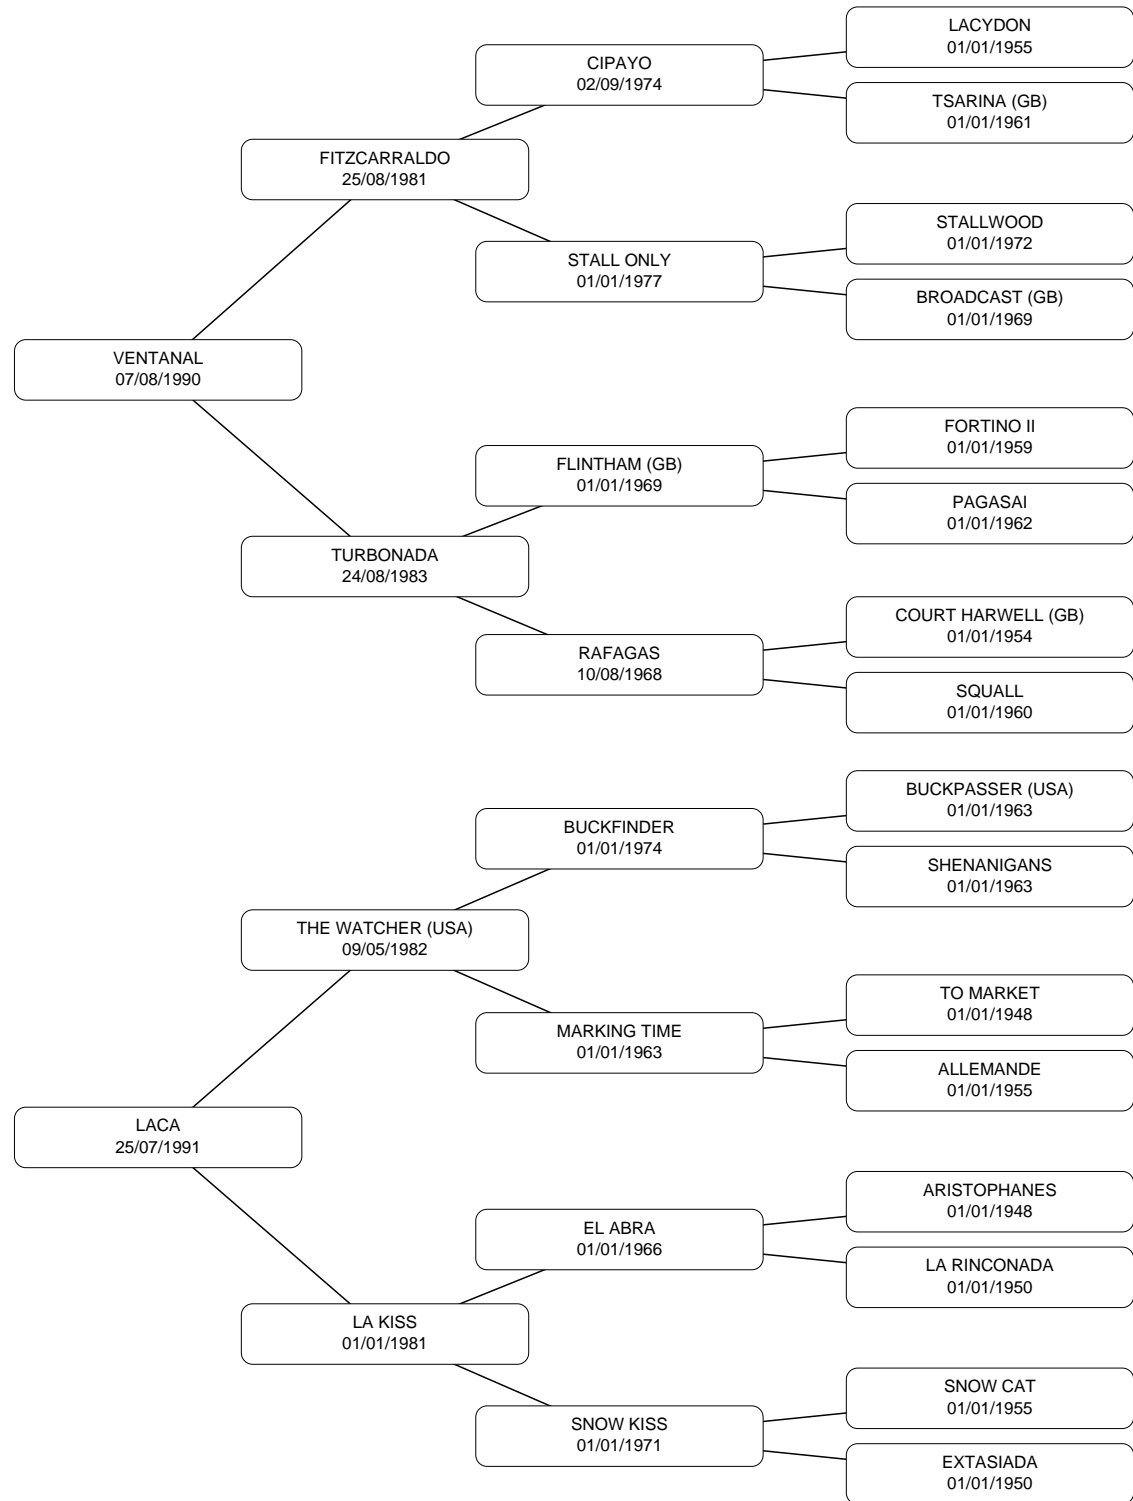 LACYDON
01/01/1955
CIPAYO
02/09/1974
TSARINA (GB)
01/01/1961
FITZCARRALDO
25/08/1981
STALLWOOD
01/01/1972
STALL ONLY
01/01/1977
BROADCAST (GB)
01/01/1969
VENTANAL
07/08/1990
FORTINO II
01/01/1959
FLINTHAM (GB)
01/01/1969
PAGASAI
01/01/1962
TURBONADA
24/08/1983
COURT HARWELL (GB)
01/01/1954
RAFAGAS
10/08/1968
SQUALL
01/01/1960
BUCKPASSER (USA)
01/01/1963
BUCKFINDER
01/01/1974
SHENANIGANS
01/01/1963
THE WATCHER (USA)
09/05/1982
TO MARKET
01/01/1948
MARKING TIME
01/01/1963
ALLEMANDE
01/01/1955
LACA
25/07/1991
ARISTOPHANES
01/01/1948
EL ABRA
01/01/1966
LA RINCONADA
01/01/1950
LA KISS
01/01/1981
SNOW CAT
01/01/1955
SNOW KISS
01/01/1971
EXTASIADA
01/01/1950